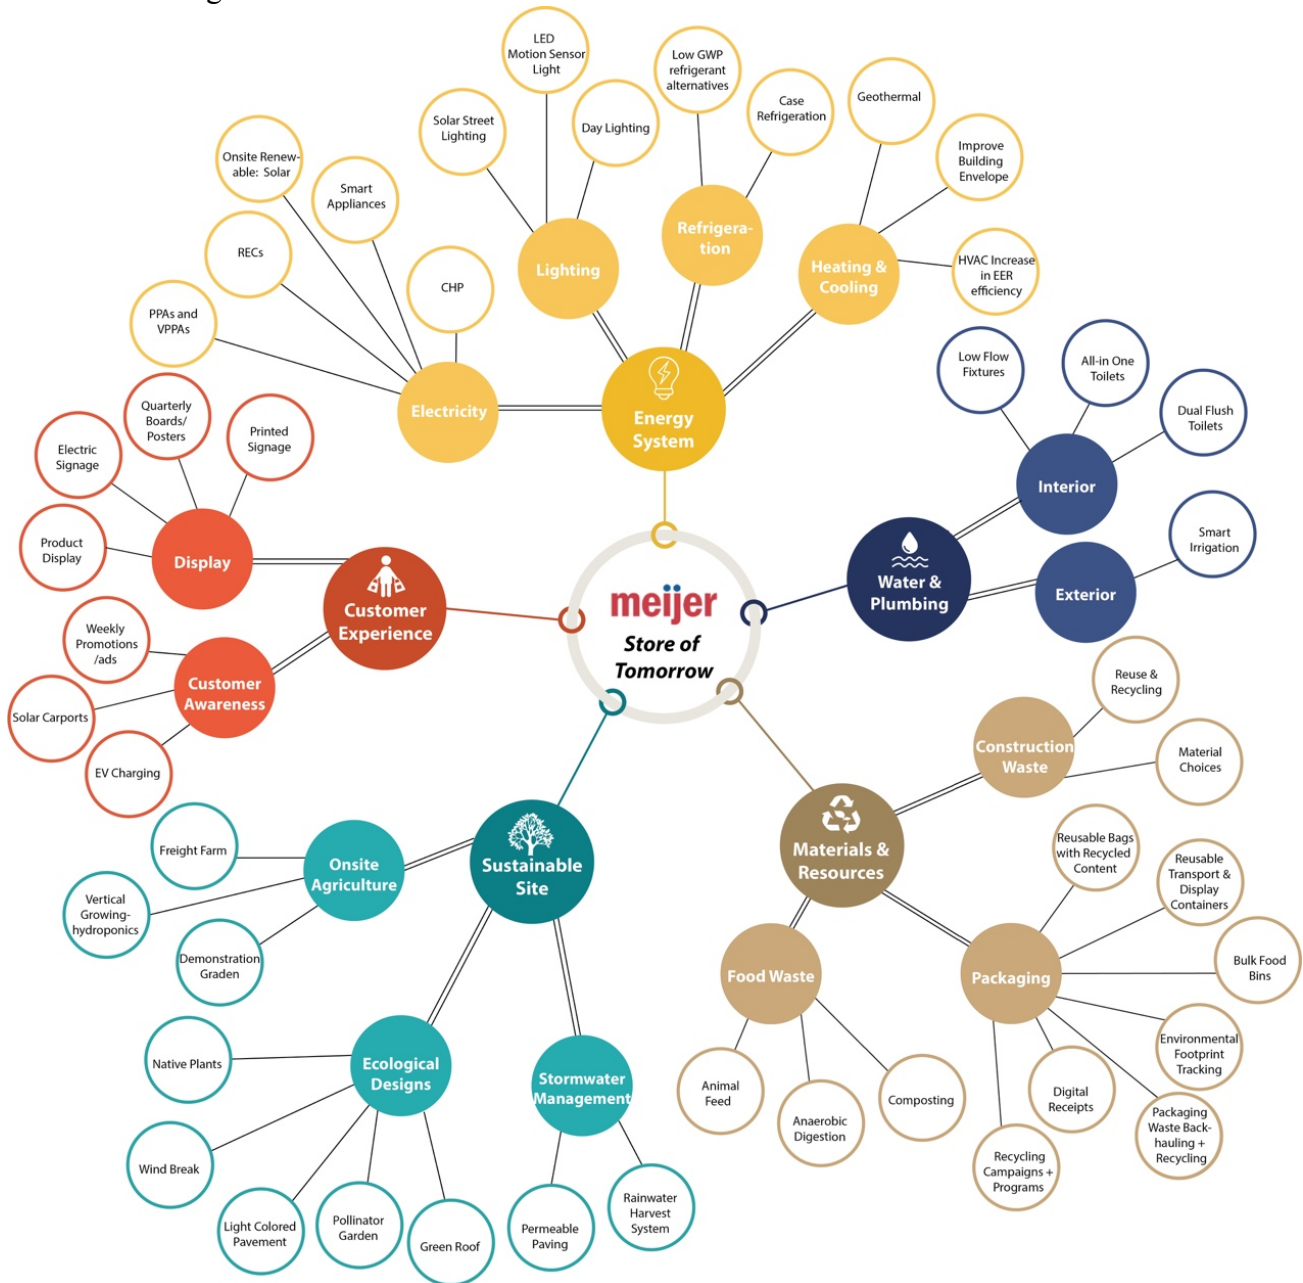 meijer
Store of
Tomorrow
Energy
System
Electricity
PPAs and
VPPAs
RECs
Onsite Renew-
able:  Solar
Smart
Appliances
CHP
Lighting
Solar Street
Lighting
LED
Motion Sensor
Light
Day Lighting
Refrigera-
tion
Low GWP
refrigerant
alternatives
Case
Refrigeration
Heating &
Cooling
Geothermal
Improve
Building
Envelope
HVAC Increase
in EER
efficiency
Water &
Plumbing
Interior
Low Flow
Fixtures
All-in One
Toilets
Dual Flush
Toilets
Exterior
Smart
Irrigation
Materials &
Resources
Construction
Waste
Reuse &
Recycling
Material
Choices
Packaging
Reusable Bags
with Recycled
Content
Reusable
Transport &
Display
Containers
Bulk Food
Bins
Environmental
Footprint
Tracking
Packaging
Waste Back-
hauling +
Recycling
Digital
Receipts
Recycling
Campaigns +
Programs
Food Waste
Animal
Feed
Anaerobic
Digestion
Composting
Sustainable
Site
Onsite
Agriculture
Freight Farm
Vertical
Growing-
hydroponics
Demonstration
Graden
Ecological
Designs
Native Plants
Wind Break
Light Colored
Pavement
Pollinator
Garden
Green Roof
Stormwater
Management
Permeable
Paving
Rainwater
Harvest
System
Customer
Experience
Display
Product
Display
Electric
Signage
Quarterly
Boards/
Posters
Printed
Signage
Customer
Awareness
Weekly
Promotions
/ads
Solar Carports
EV Charging